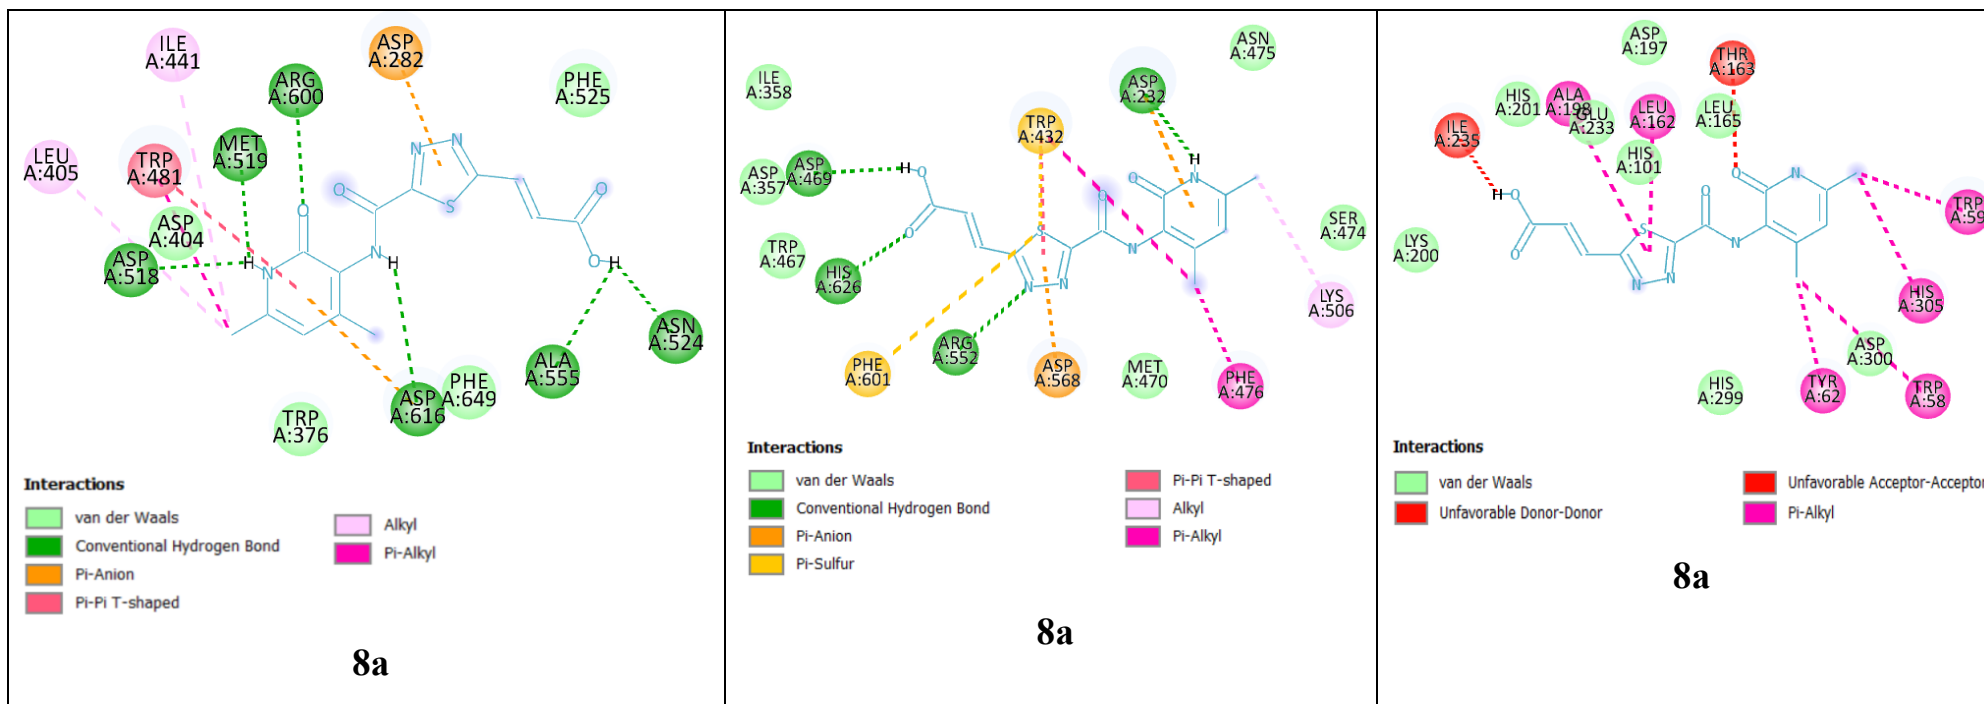 ILE
A:441
ASP
A:282
ARG
A:600
PHE
A:525
MET
A:519
LEU
A:405
TRP
A:481
N
N
O
S
O
ASP
A:404
O
N
H
O
H
ASP
A:518
H
N
ASN
A:524
ALA
A:555
PHE
A:649
ASP
A:616
TRP
A:376
Interactions
van der Waals
Conventional Hydrogen Bond
Pi-Anion
Pi-Pi T-shaped
Alkyl
Pi-Alkyl
8a
ASN
A:475
ILE
A:358
ASP
A:232
TRP
A:432
ASP
A:357
ASP
A:469
H
O
H
O
N
O
SER
A:474
O
S
N
TRP
A:467
HIS
A:626
N
N
LYS
A:506
ARG
A:552
PHE
A:601
ASP
A:568
MET
A:470
PHE
A:476
Interactions
van der Waals
Conventional Hydrogen Bond
Pi-Anion
Pi-Sulfur
Pi-Pi T-shaped
Alkyl
Pi-Alkyl
8a
ASP
A:197
THR
A:163
HIS
A:201
ALA
A:198
GLU
A:233
LEU
A:162
LEU
A:165
ILE
A:235
HIS
A:101
H
O
O
O
N
TRP
A:59
LYS
A:200
O
S
N
N
N
HIS
A:305
ASP
A:300
HIS
A:299
TYR
A:62
TRP
A:58
Interactions
van der Waals
Unfavorable Donor-Donor
Unfavorable Acceptor-Acceptor
Pi-Alkyl
8a